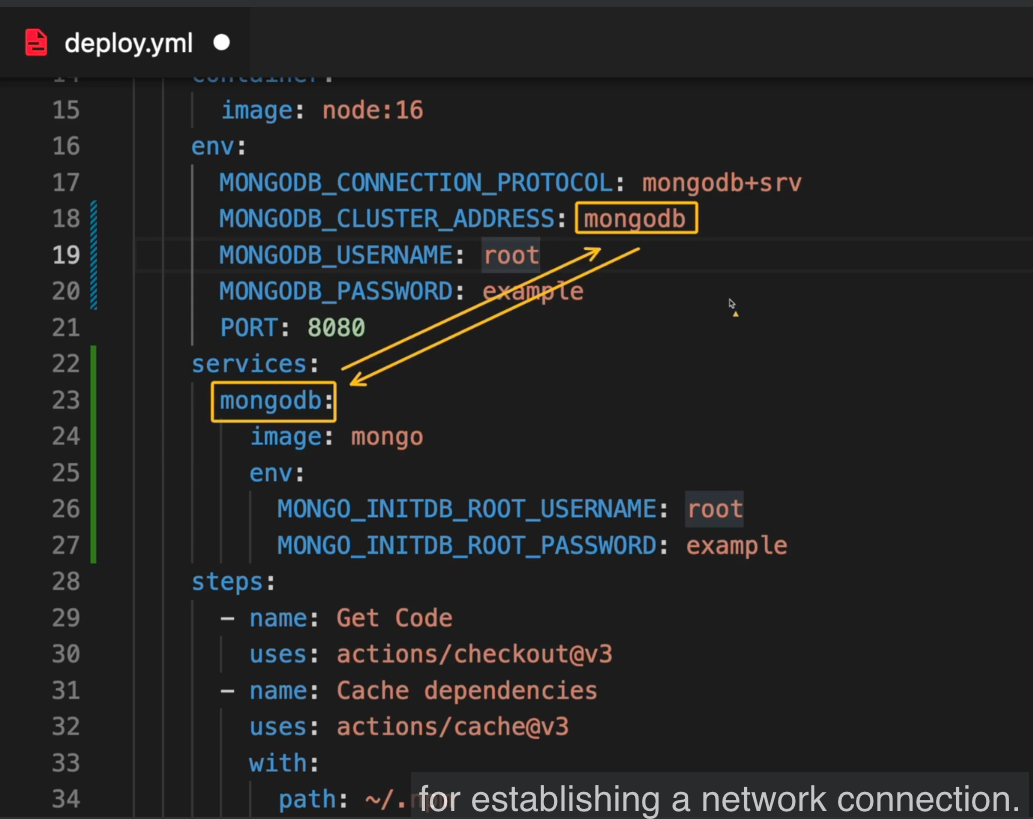 deploy.yml
14 container:
15 image: node:16
16 env:
17 MONGODB_CONNECTION_PROTOCOL: mongodb+srv
18 MONGODB_CLUSTER_ADDRESS: mongodb
19 MONGODB_USERNAME: root
20 MONGODB_PASSWORD: example
21 PORT: 8080
22 services:
23 mongodb:
24 image: mongo
25 env:
26 MONGO_INITDB_ROOT_USERNAME: root
27 MONGO_INITDB_ROOT_PASSWORD: example
28 steps:
29 - name: Get Code
30 uses: actions/checkout@v3
31 - name: Cache dependencies
32 uses: actions/cache@v3
33 with:
34 path: ~/.npm
for establishing a network connection.